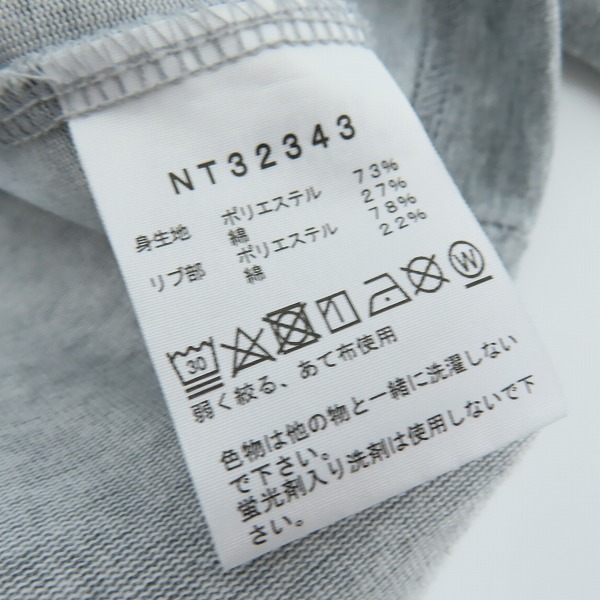 NT32343
身生地 ポリエステル 73%
綿 27%
リブ部 ポリエステル 78%
綿 22%
30 W
弱く絞る、あて布使用
色物は他の物と一緒に洗濯しない
で下さい。
蛍光剤入り洗剤は使用しないで下
さい。